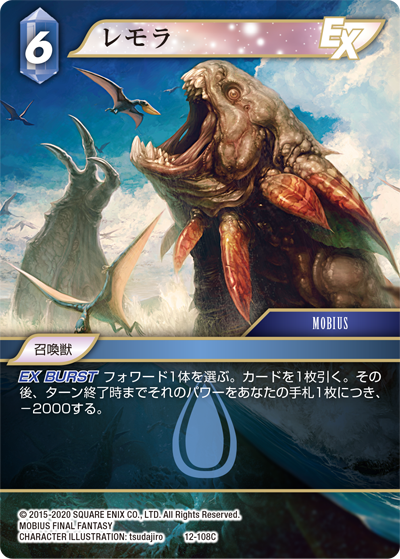 6
レモラ
EX
MOBIUS
召喚獣
EX BURST フォワード1体を選ぶ。カードを1枚引く。その
後、ターン終了時までそれのパワーをあなたの手札1枚につき、
−2000する。
© 2015-2020 SQUARE ENIX CO., LTD. All Rights Reserved.
MOBIUS FINAL FANTASY
CHARACTER ILLUSTRATION: tsudajiro 12-108C